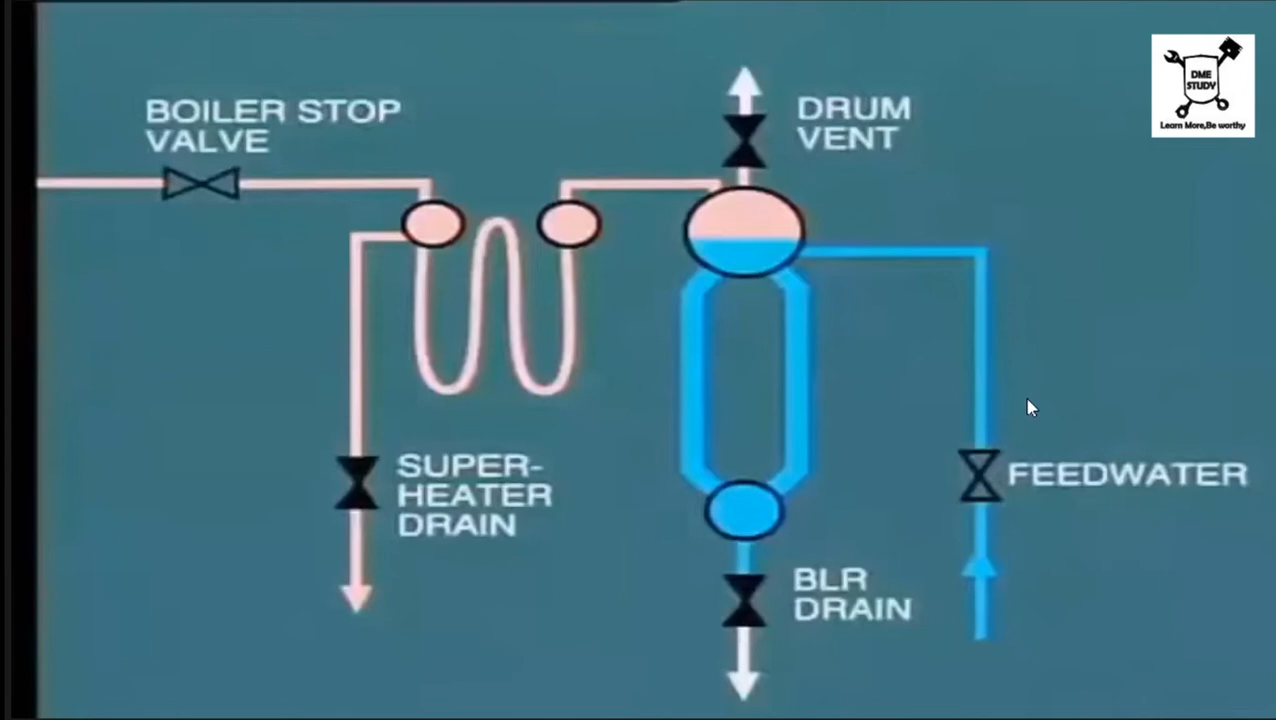 BOILER STOP
VALVE
DRUM
VENT
DME
STUDY
Learn More,Be worthy
SUPER-
HEATER
DRAIN
FEEDWATER
BLR
DRAIN